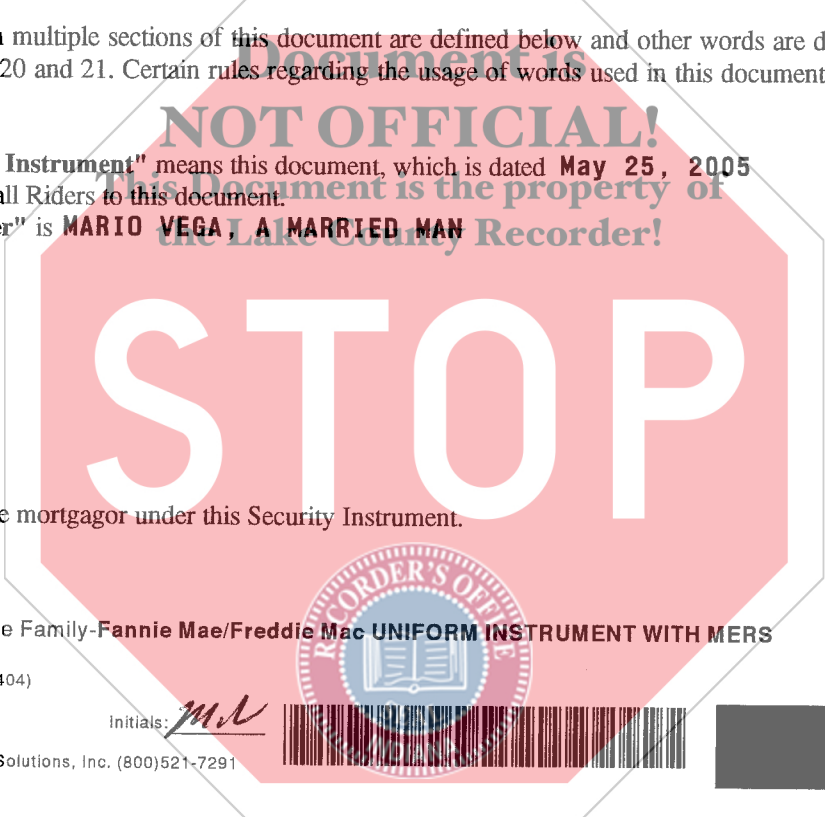 multiple sections of this document are defined below and other words are d
Document is
20 and 21. Certain rules regarding the usage of words used in this document
NOT OFFICIAL!
Instrument" means this document, which is dated May 25, 2005
This Document is the property of
all Riders to this document.
er" is MARIO VEGA, A MARRIED MAN
the Lake County Recorder!
STOP
e mortgagor under this Security Instrument.
RECORDER'S OFFICE
e Family-Fannie Mae/Freddie Mac UNIFORM INSTRUMENT WITH MERS
404)
Initials:
INDIANA
Solutions, Inc. (800)521-7291